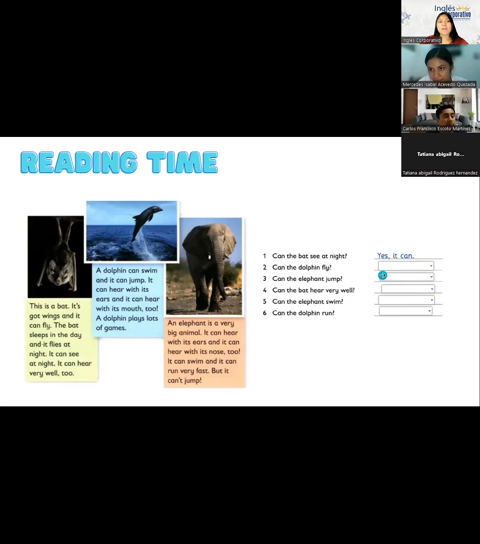 Inglés
Corporativo
Inglés Corporativo
Mercedes Isabel Acevedo Quezada
Carlos Francisco Escoto Martinez
Tatiana abigail Ro...
Tatiana abigail Rodriguez hernandez
READING TIME
This is a bat. It's
got wings and it
can fly. The bat
sleeps in the day
and it flies at
night. It can see
at night. It can hear
very well, too.
A dolphin can swim
and it can jump. It
can hear with its
ears and it can hear
with its mouth, too!
A dolphin plays lots
of games.
An elephant is a very
big animal. It can hear
with its ears and it can
hear with its nose, too!
It can swim and it can
run very fast. But it
can't jump!
1 Can the bat see at night? Yes, it can.
2 Can the dolphin fly?
3 Can the elephant jump?
4 Can the bat hear very well?
5 Can the elephant swim?
6 Can the dolphin run?